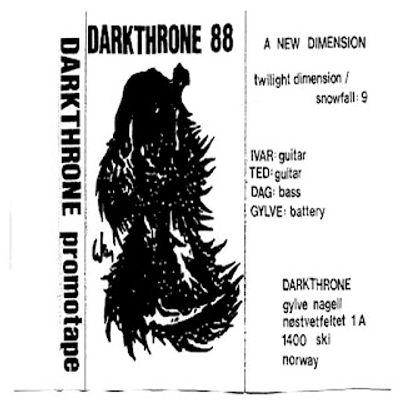 DARKTHRONE promotape
DARKTHRONE 88
A NEW DIMENSION
twilight dimension /
snowfall: 9
IVAR: guitar
TED: guitar
DAG: bass
GYLVE: battery
DARKTHRONE
gylve nagell
nøstvetfeltet 1 A
1400 ski
norway